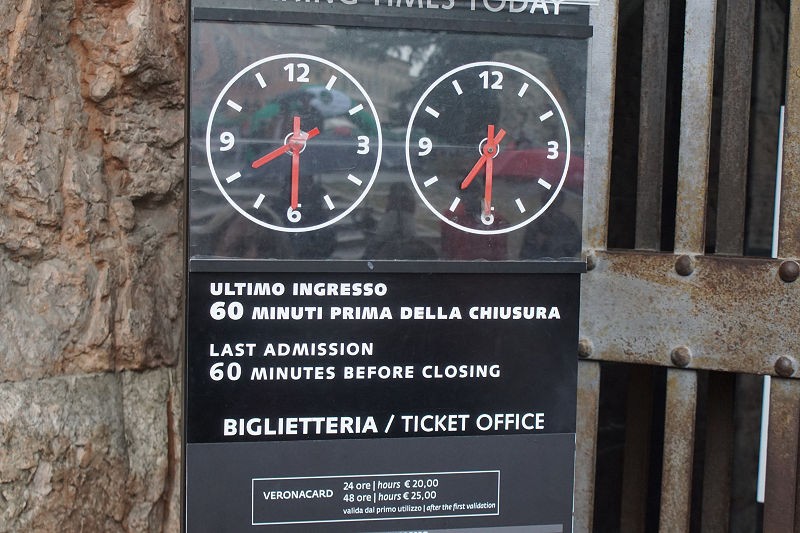 TIMES TODAY
12
9
3
6
12
9
3
6
ULTIMO INGRESSO
60 MINUTI PRIMA DELLA CHIUSURA
LAST ADMISSION
60 MINUTES BEFORE CLOSING
BIGLIETTERIA / TICKET OFFICE
VERONACARD
24 ore | hours € 20,00
48 ore | hours € 25,00
valida dal primo utilizzo | after the first validation